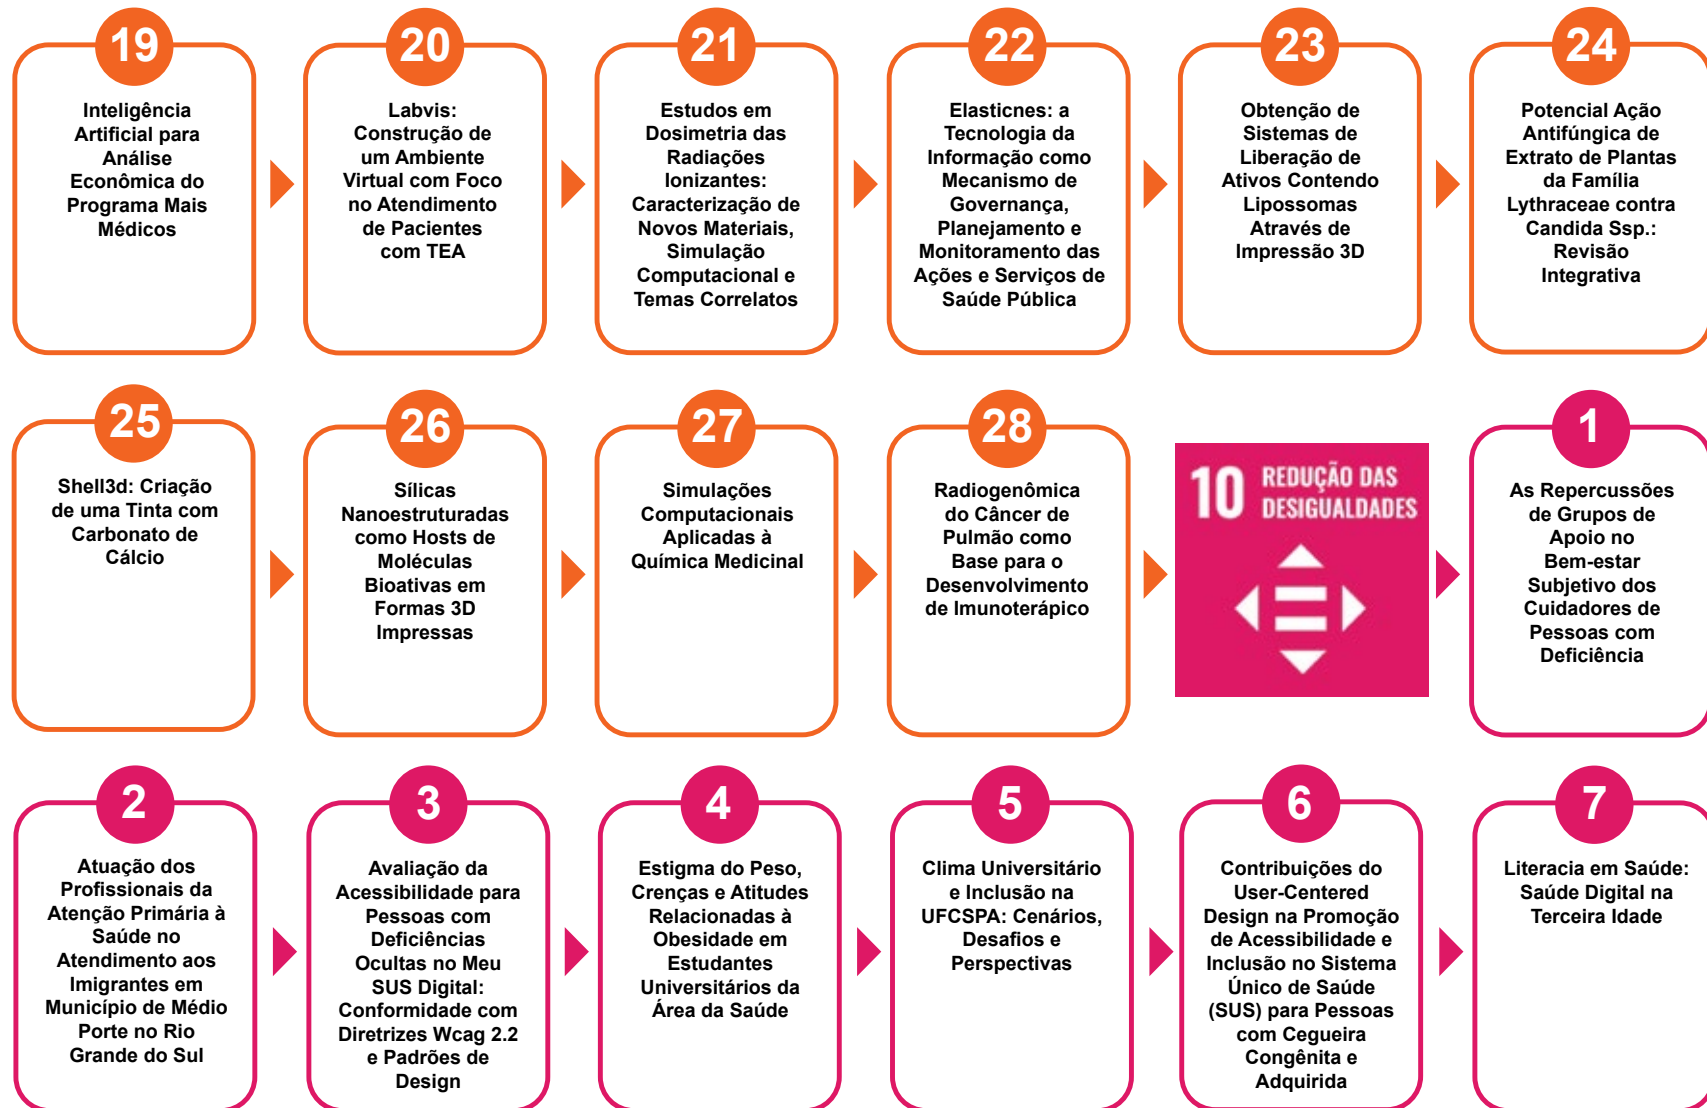 19
Inteligência
Artificial para
Análise
Econômica do
Programa Mais
Médicos
20
Labvis:
Construção de
um Ambiente
Virtual com Foco
no Atendimento
de Pacientes
com TEA
21
Estudos em
Dosimetria das
Radiações
Ionizantes:
Caracterização de
Novos Materiais,
Simulação
Computacional e
Temas Correlatos
22
Elasticnes: a
Tecnologia da
Informação como
Mecanismo de
Governança,
Planejamento e
Monitoramento das
Ações e Serviços de
Saúde Pública
23
Obtenção de
Sistemas de
Liberação de
Ativos Contendo
Lipossomas
Através de
Impressão 3D
24
Potencial Ação
Antifúngica de
Extrato de Plantas
da Família
Lythraceae contra
Candida Ssp.:
Revisão
Integrativa
25
Shell3d: Criação
de uma Tinta com
Carbonato de
Cálcio
26
Sílicas
Nanoestruturadas
como Hosts de
Moléculas
Bioativas em
Formas 3D
Impressas
27
Simulações
Computacionais
Aplicadas à
Química Medicinal
28
Radiogenômica
do Câncer de
Pulmão como
Base para o
Desenvolvimento
de Imunoterápico
10 REDUÇÃO DAS
DESIGUALDADES
1
As Repercussões
de Grupos de
Apoio no
Bem-estar
Subjetivo dos
Cuidadores de
Pessoas com
Deficiência
2
Atuação dos
Profissionais da
Atenção Primária à
Saúde no
Atendimento aos
Imigrantes em
Município de Médio
Porte no Rio
Grande do Sul
3
Avaliação da
Acessibilidade para
Pessoas com
Deficiências
Ocultas no Meu
SUS Digital:
Conformidade com
Diretrizes Wcag 2.2
e Padrões de
Design
4
Estigma do Peso,
Crenças e Atitudes
Relacionadas à
Obesidade em
Estudantes
Universitários da
Área da Saúde
5
Clima Universitário
e Inclusão na
UFCSPA: Cenários,
Desafios e
Perspectivas
6
Contribuições do
User-Centered
Design na Promoção
de Acessibilidade e
Inclusão no Sistema
Único de Saúde
(SUS) para Pessoas
com Cegueira
Congênita e
Adquirida
7
Literacia em Saúde:
Saúde Digital na
Terceira Idade